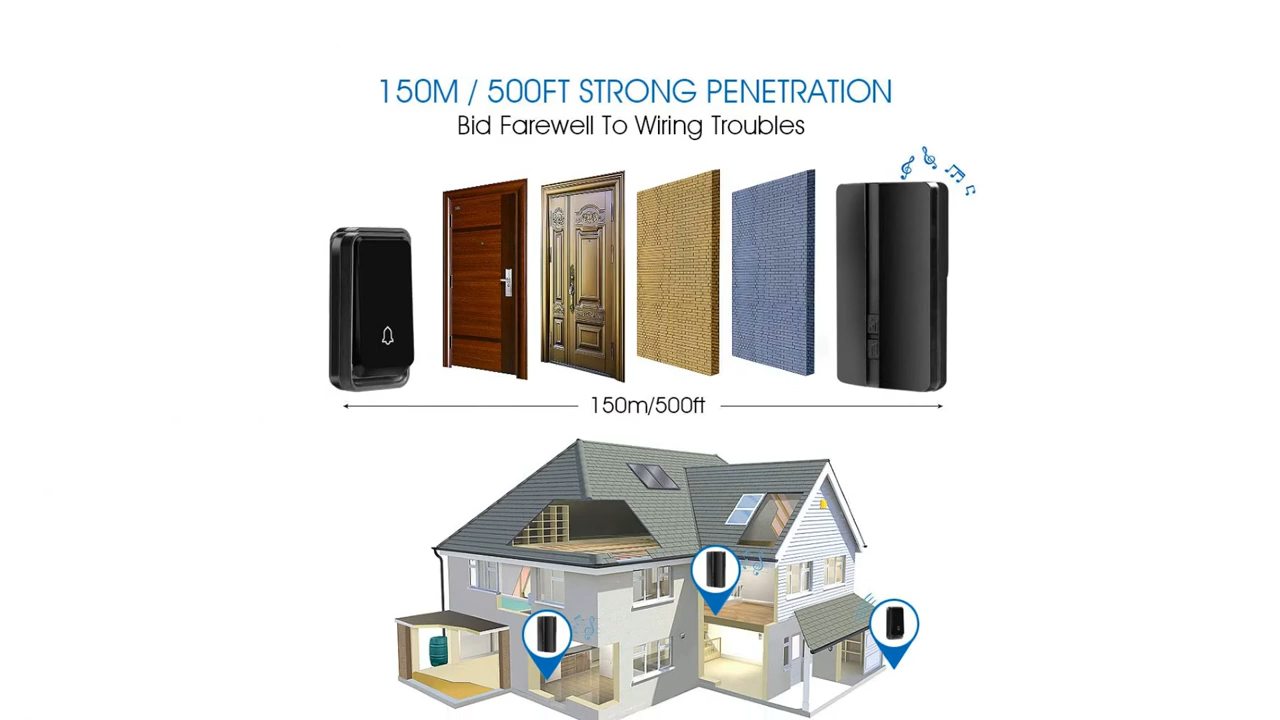 150M / 500FT STRONG PENETRATION
Bid Farewell To Wiring Troubles
150m/500ft